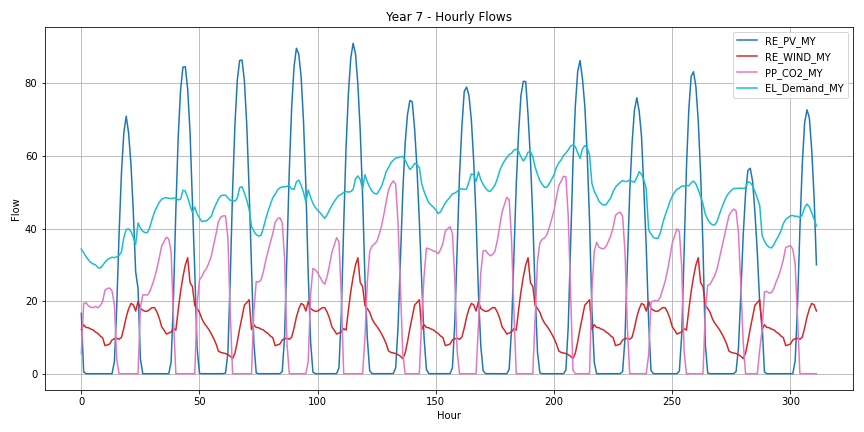 Year 7 - Hourly Flows
RE_PV_MY
RE_WIND_MY
PP_CO2_MY
EL_Demand_MY
Flow
80
60
40
20
0
0 50 100 150 200 250 300
Hour